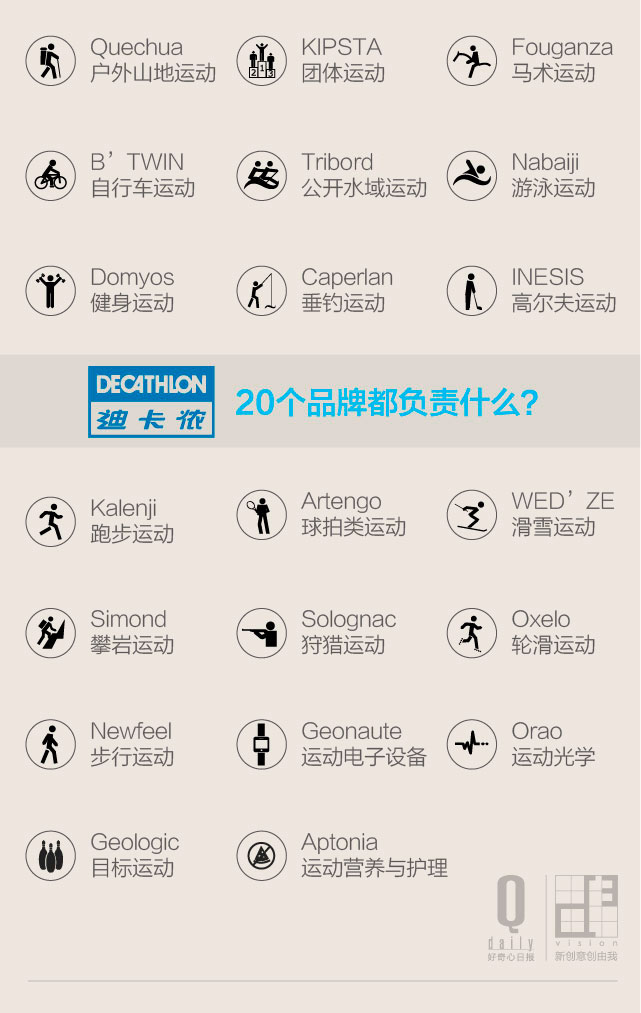 Quechua
户外山地运动
KIPSTA
团体运动
Fouganza
马术运动
B’TWIN
自行车运动
Tribord
公开水域运动
Nabaiji
游泳运动
Domyos
健身运动
Caperlan
垂钓运动
INESIS
高尔夫运动
DECATHLON
迪卡侬
20个品牌都负责什么?
Kalenji
跑步运动
Artengo
球拍类运动
WED’ZE
滑雪运动
Simond
攀岩运动
Solognac
狩猎运动
Oxelo
轮滑运动
Newfeel
步行运动
Geonaute
运动电子设备
Orao
运动光学
Geologic
目标运动
Aptonia
运动营养与护理
Q
daily
好奇心日报
vision
新创意创由我